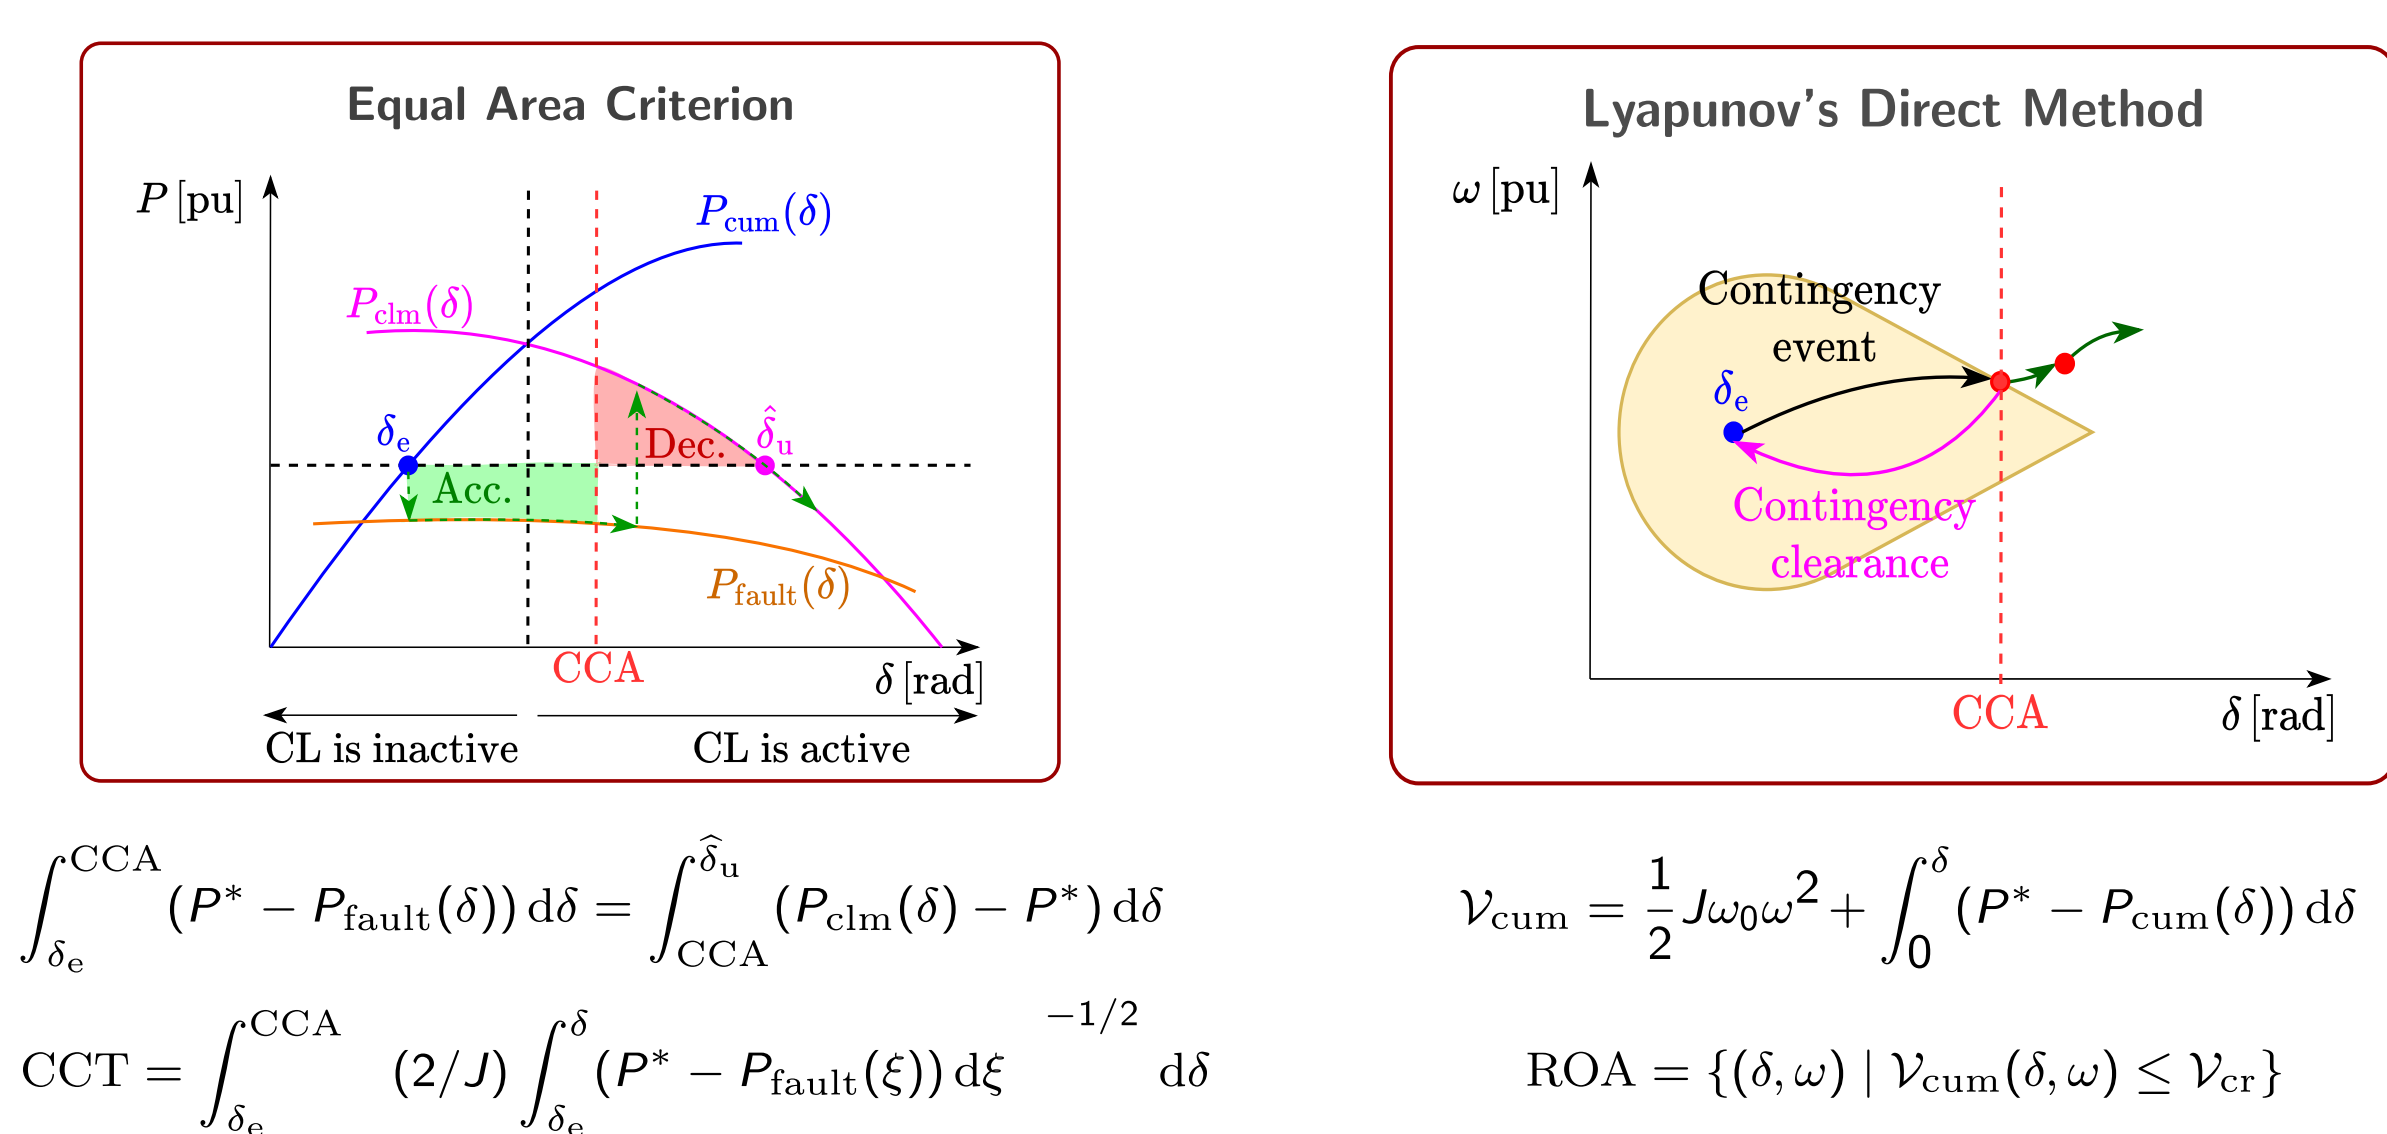 Equal Area Criterion
P [pu]
P_cum(δ)
P_clm(δ)
δ_e
δ̂_u
Dec.
Acc.
P_fault(δ)
CCA
δ [rad]
CL is inactive
CL is active
∫_{δ_e}^{CCA} (P* − P_fault(δ)) dδ = ∫_{CCA}^{δ̂_u} (P_clm(δ) − P*) dδ
CCT = ∫_{δ_e}^{CCA} (2/J) ∫_{δ_e}^{δ} (P* − P_fault(ξ)) dξ ^{−1/2} dδ
Lyapunov's Direct Method
ω [pu]
Contingency
event
δ_e
Contingency
clearance
CCA
δ [rad]
𝒱_cum = 1/2 Jω_0ω^2 + ∫_0^δ (P* − P_cum(δ)) dδ
ROA = {(δ, ω) | 𝒱_cum(δ, ω) ≤ 𝒱_cr}